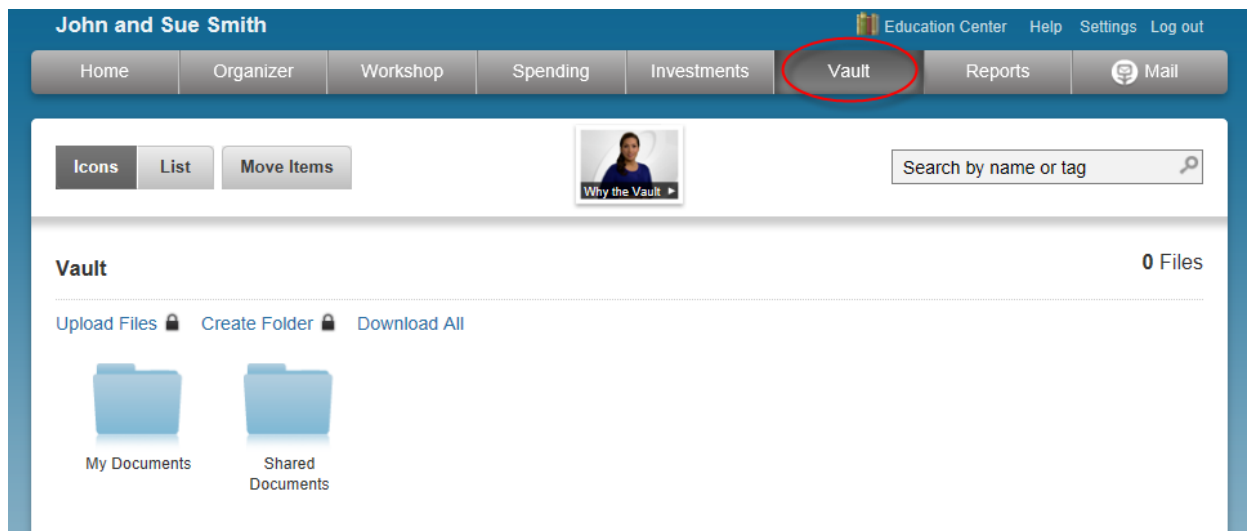 John and Sue Smith
Education Center Help Settings Log out
Home Organizer Workshop Spending Investments Vault Reports Mail
Icons List Move Items
Why the Vault
Search by name or tag
Vault
0 Files
Upload Files Create Folder Download All
My Documents
Shared
Documents